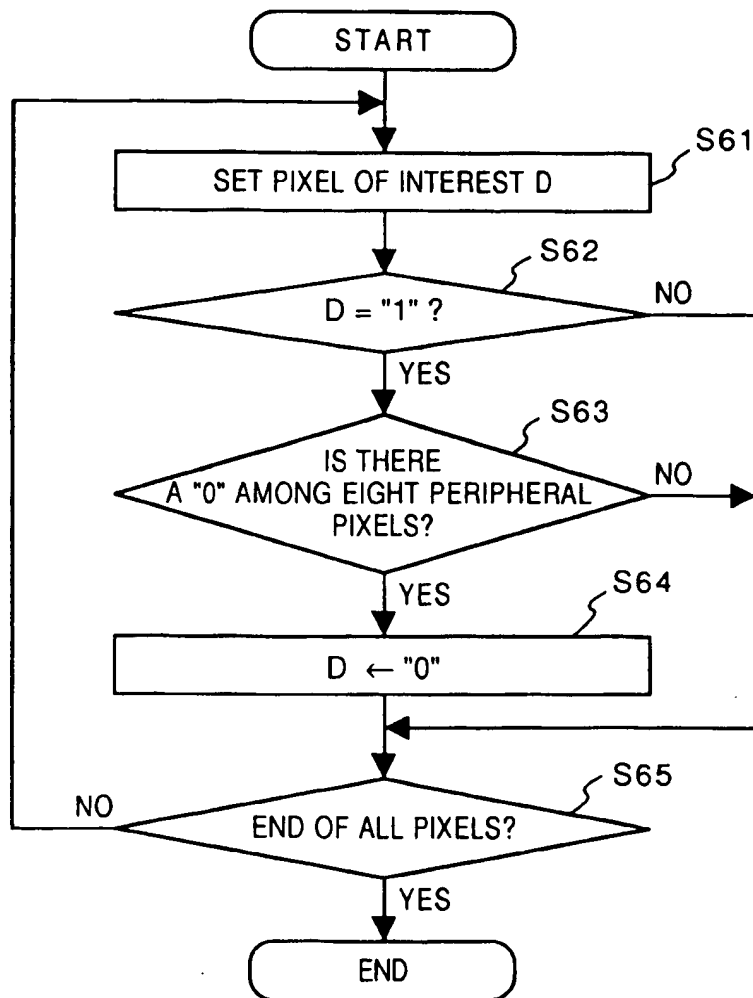 START
S61
SET PIXEL OF INTEREST D
S62
D = "1" ?
NO
YES
S63
IS THERE
A "0" AMONG EIGHT PERIPHERAL
PIXELS?
NO
YES
S64
D ← "0"
S65
NO
END OF ALL PIXELS?
YES
END